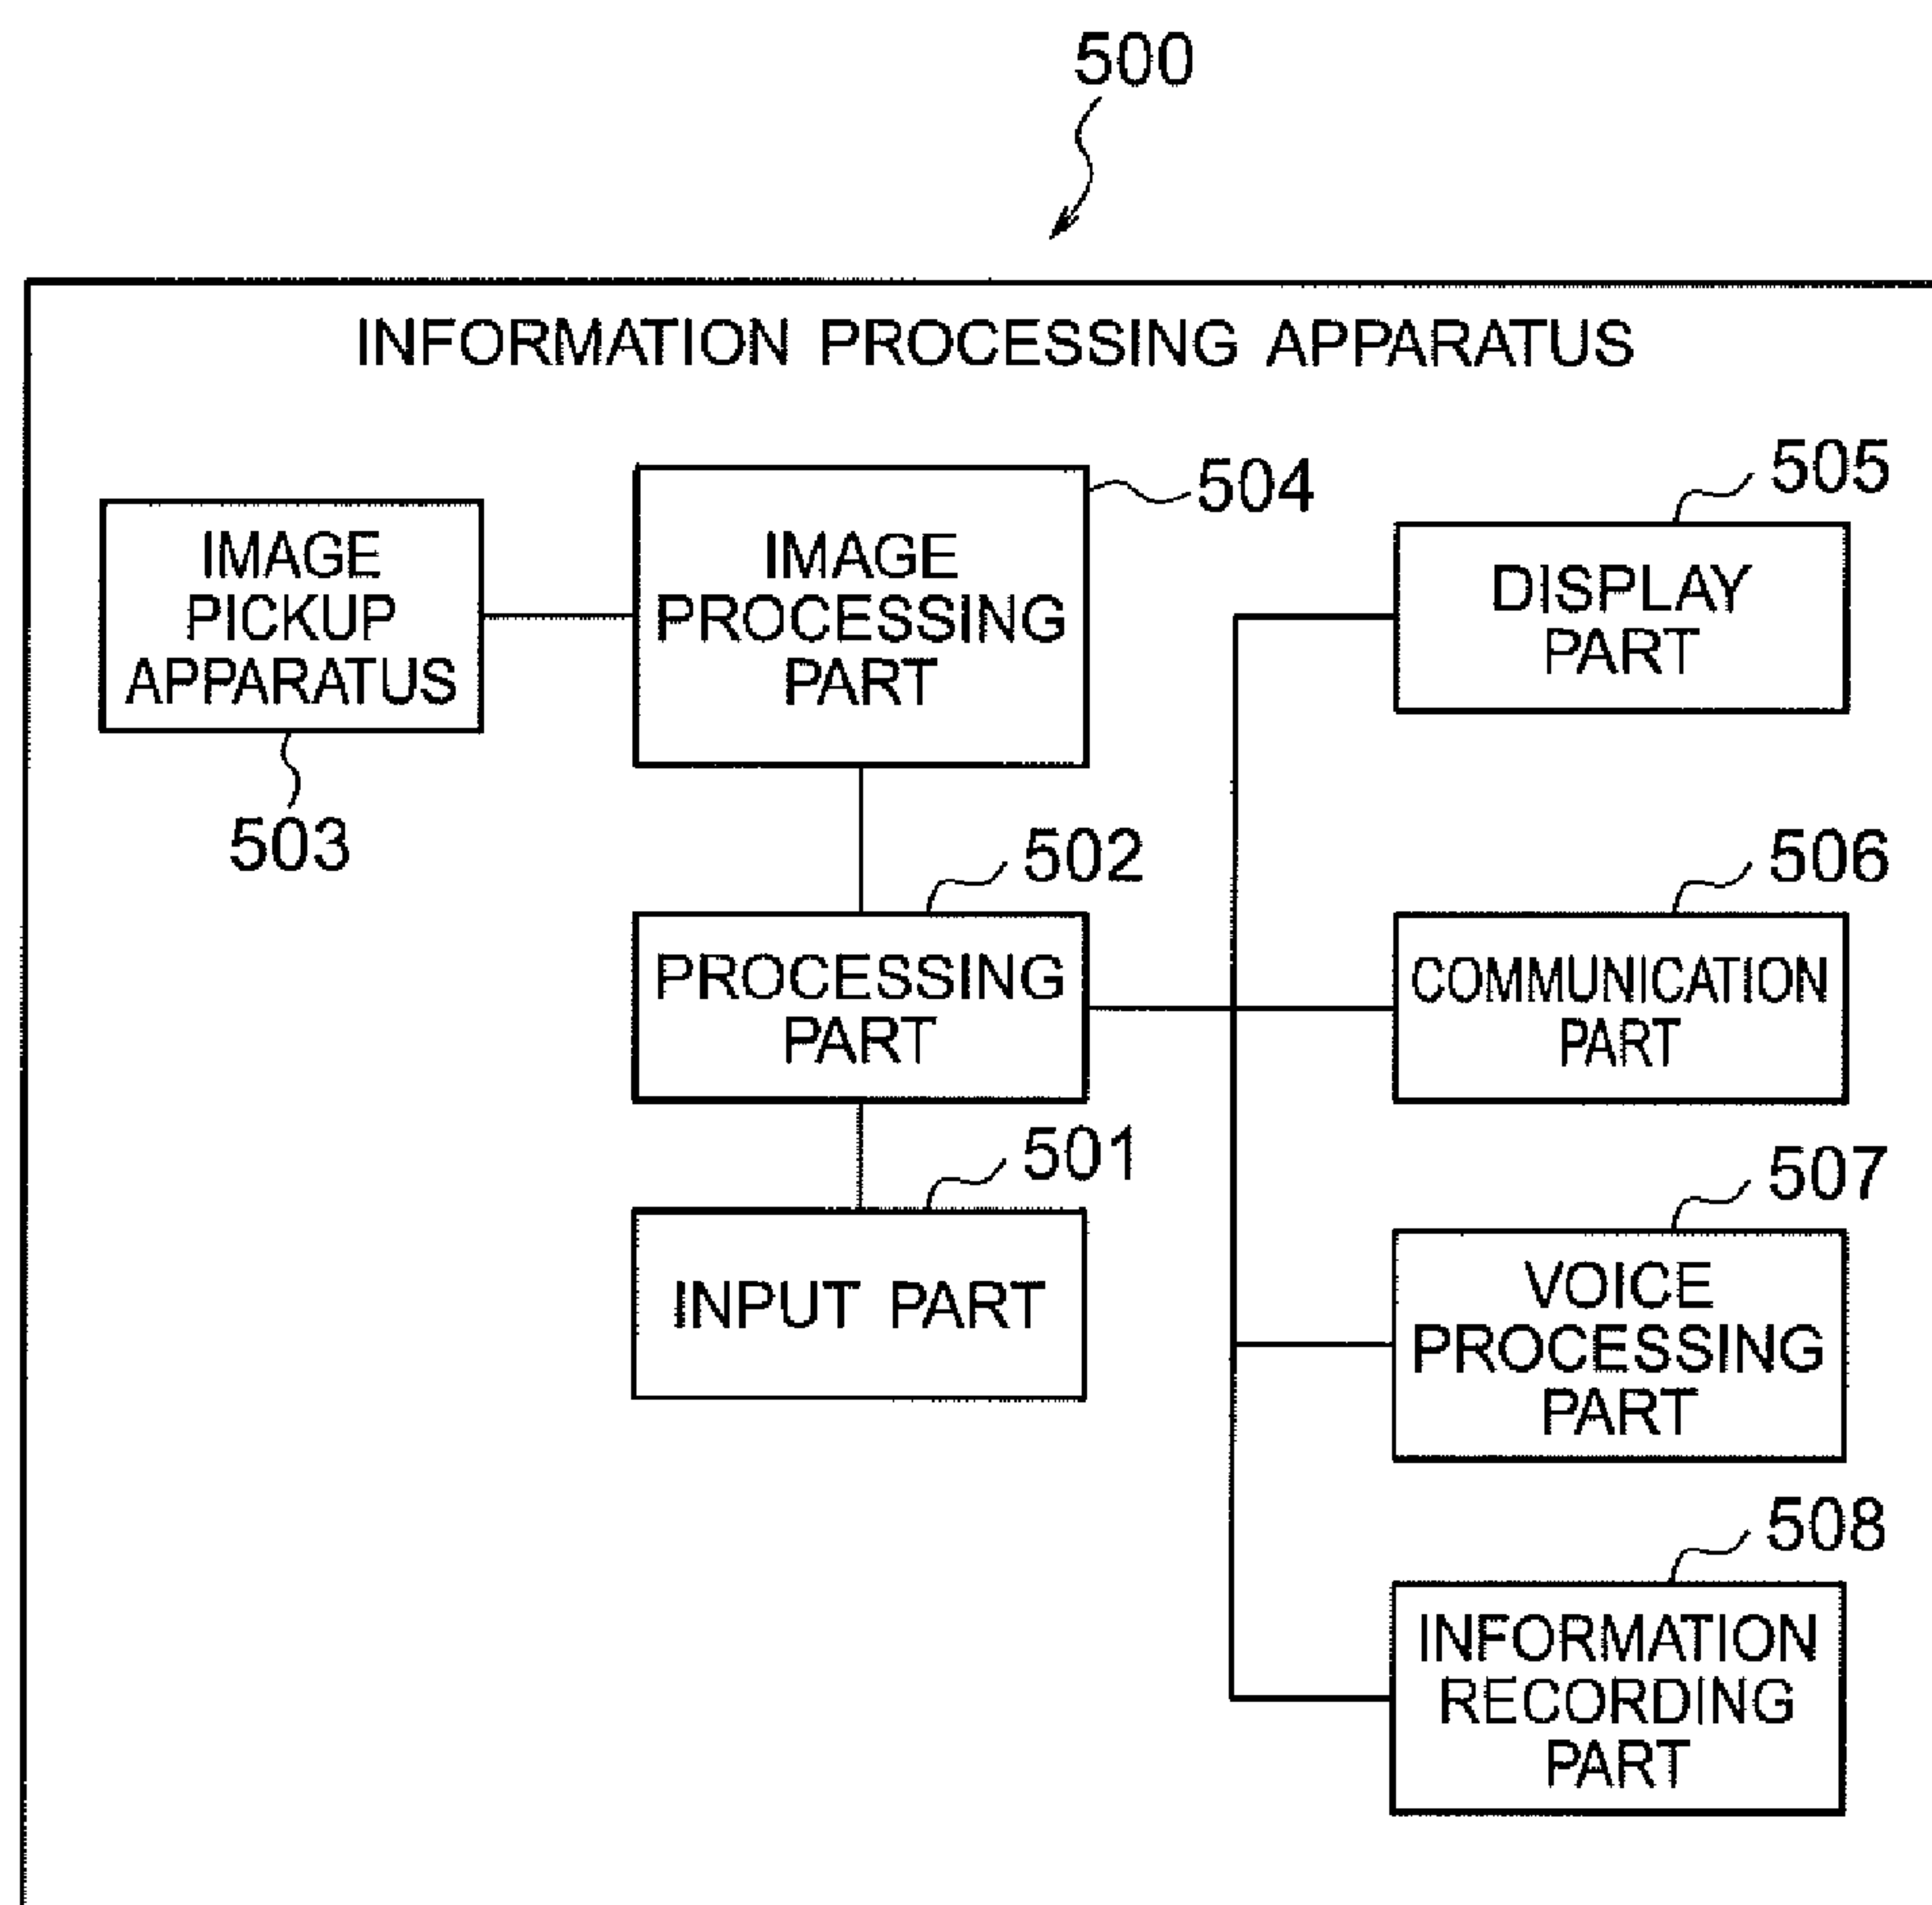 500
INFORMATION PROCESSING APPARATUS
IMAGE
PICKUP
APPARATUS
503
IMAGE
PROCESSING
PART
504
505
DISPLAY
PART
502
PROCESSING
PART
506
COMMUNICATION
PART
501
INPUT PART
507
VOICE
PROCESSING
PART
508
INFORMATION
RECORDING
PART